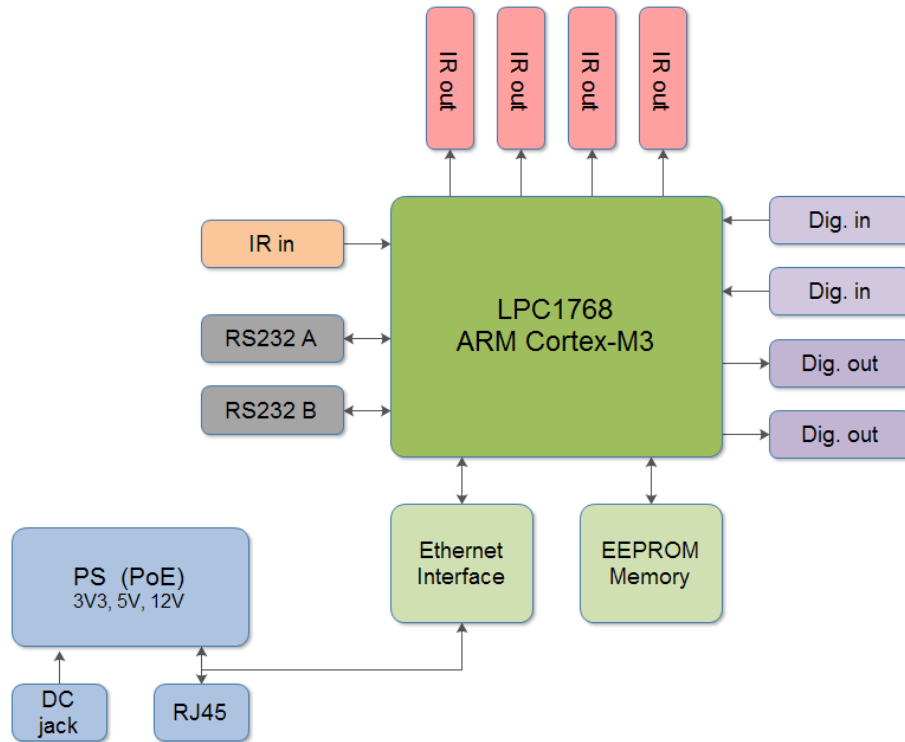 IR out
IR out
IR out
IR out
IR in
RS232 A
RS232 B
LPC1768
ARM Cortex-M3
Dig. in
Dig. in
Dig. out
Dig. out
Ethernet
Interface
EEPROM
Memory
PS (PoE)
3V3, 5V, 12V
DC
jack
RJ45